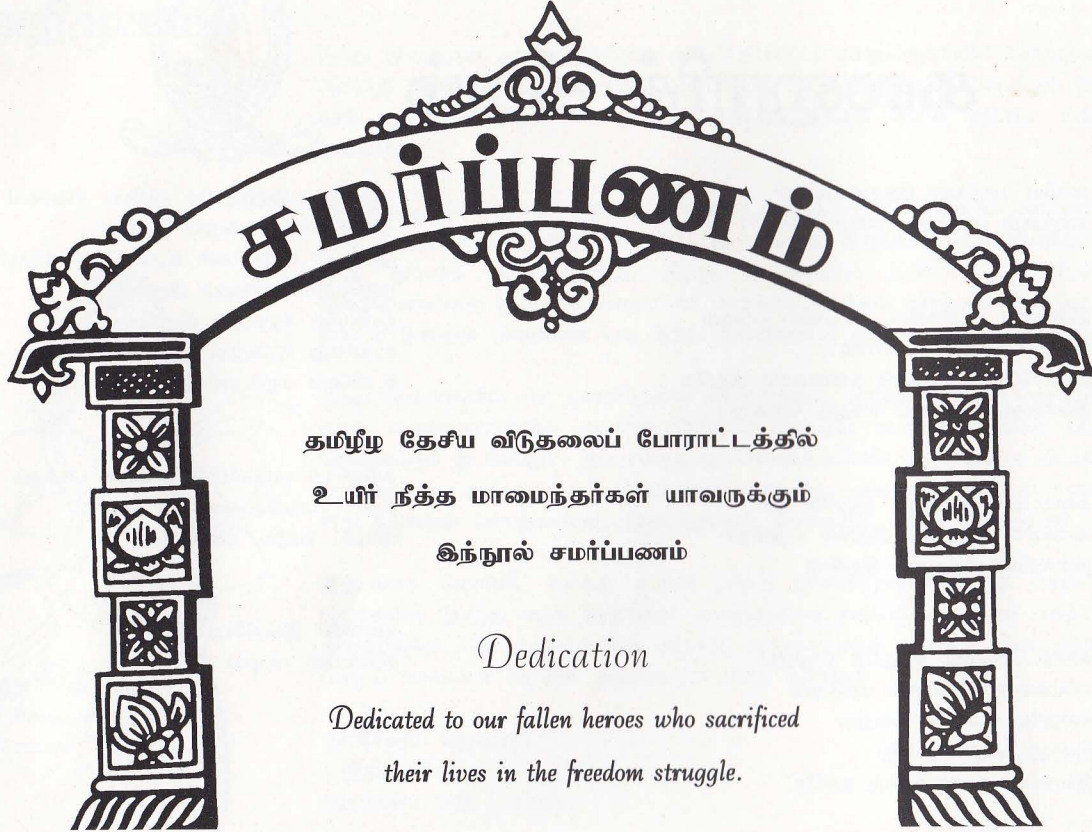 சமர்ப்பணம்
தமிழீழ தேசிய விடுதலைப் போராட்டத்தில்
உயிர் நீத்த மாமைந்தர்கள் யாவருக்கும்
இந்நூல் சமர்ப்பணம்
Dedication
Dedicated to our fallen heroes who sacrificed
their lives in the freedom struggle.